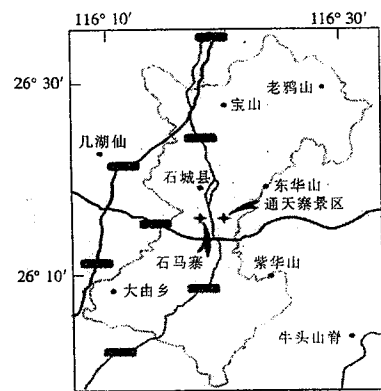 116° 10′
116° 30′
26° 30′
老鸦山
宝山
几湖仙
石城县
东华山
通天寨景区
石马寨
紫华山
26° 10′
大曲乡
牛头山脊